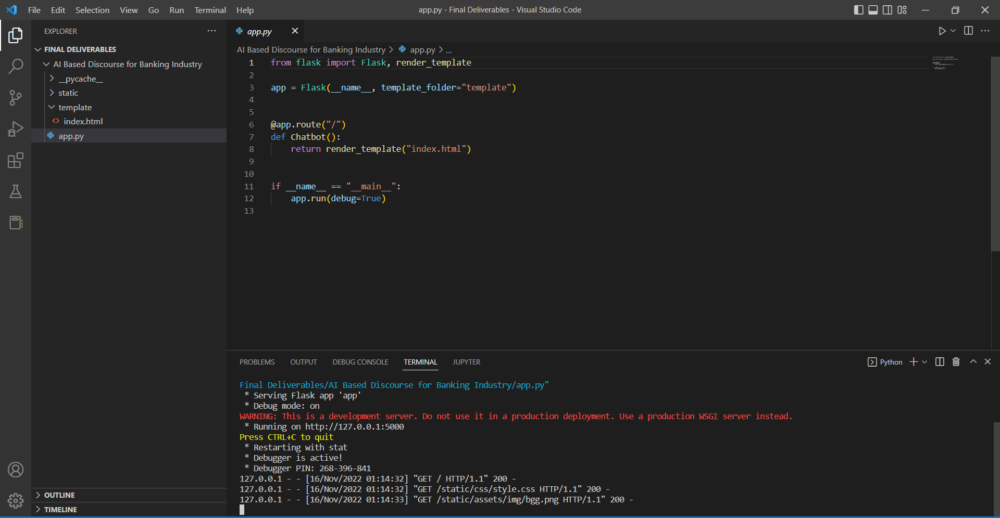 File Edit Selection View Go Run Terminal Help
app.py - Final Deliverables - Visual Studio Code
EXPLORER
FINAL DELIVERABLES
AI Based Discourse for Banking Industry
__pycache__
static
template
index.html
app.py
OUTLINE
TIMELINE
app.py
AI Based Discourse for Banking Industry > app.py > ...
1 from flask import Flask, render_template
2
3 app = Flask(__name__, template_folder="template")
4
5
6 @app.route("/")
7 def Chatbot():
8     return render_template("index.html")
9
10
11 if __name__ == "__main__":
12     app.run(debug=True)
13
PROBLEMS OUTPUT DEBUG CONSOLE TERMINAL JUPYTER
Python
Final Deliverables/AI Based Discourse for Banking Industry/app.py"
 * Serving Flask app 'app'
 * Debug mode: on
WARNING: This is a development server. Do not use it in a production deployment. Use a production WSGI server instead.
 * Running on http://127.0.0.1:5000
Press CTRL+C to quit
 * Restarting with stat
 * Debugger is active!
 * Debugger PIN: 268-396-841
127.0.0.1 - - [16/Nov/2022 01:14:32] "GET / HTTP/1.1" 200 -
127.0.0.1 - - [16/Nov/2022 01:14:32] "GET /static/css/style.css HTTP/1.1" 200 -
127.0.0.1 - - [16/Nov/2022 01:14:33] "GET /static/assets/img/bgg.png HTTP/1.1" 200 -